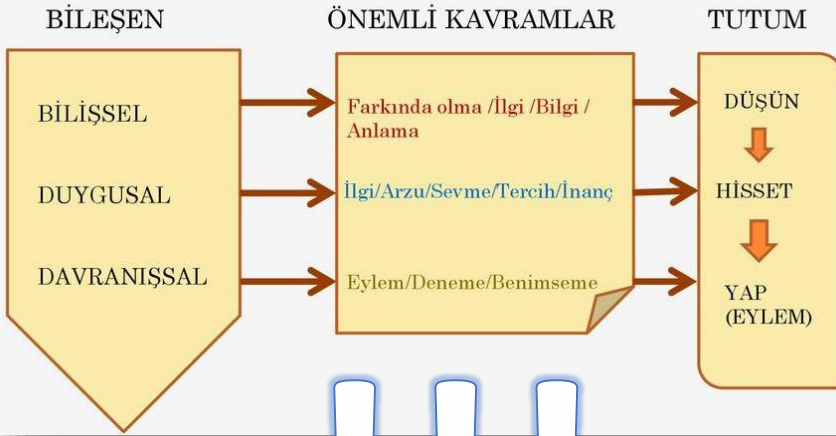 BİLEŞEN
ÖNEMLİ KAVRAMLAR
TUTUM
BİLİŞSEL
Farkında olma /İlgi /Bilgi /
Anlama
DÜŞÜN
DUYGUSAL
İlgi/Arzu/Sevme/Tercih/İnanç
HİSSET
DAVRANIŞSAL
Eylem/Deneme/Benimseme
YAP
(EYLEM)